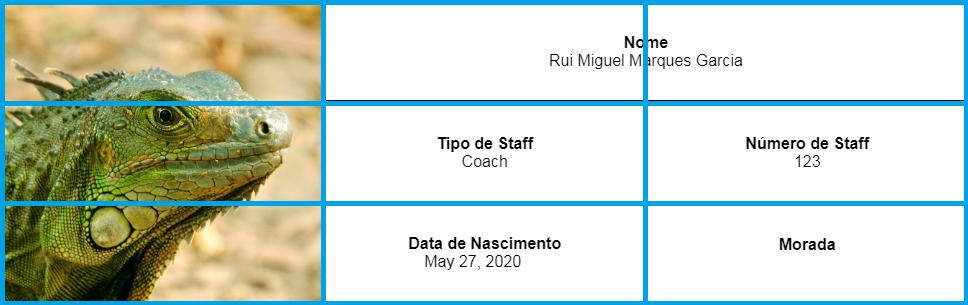 Nome
Rui Miguel Marques Garcia
Tipo de Staff
Coach
Número de Staff
123
Data de Nascimento
May 27, 2020
Morada